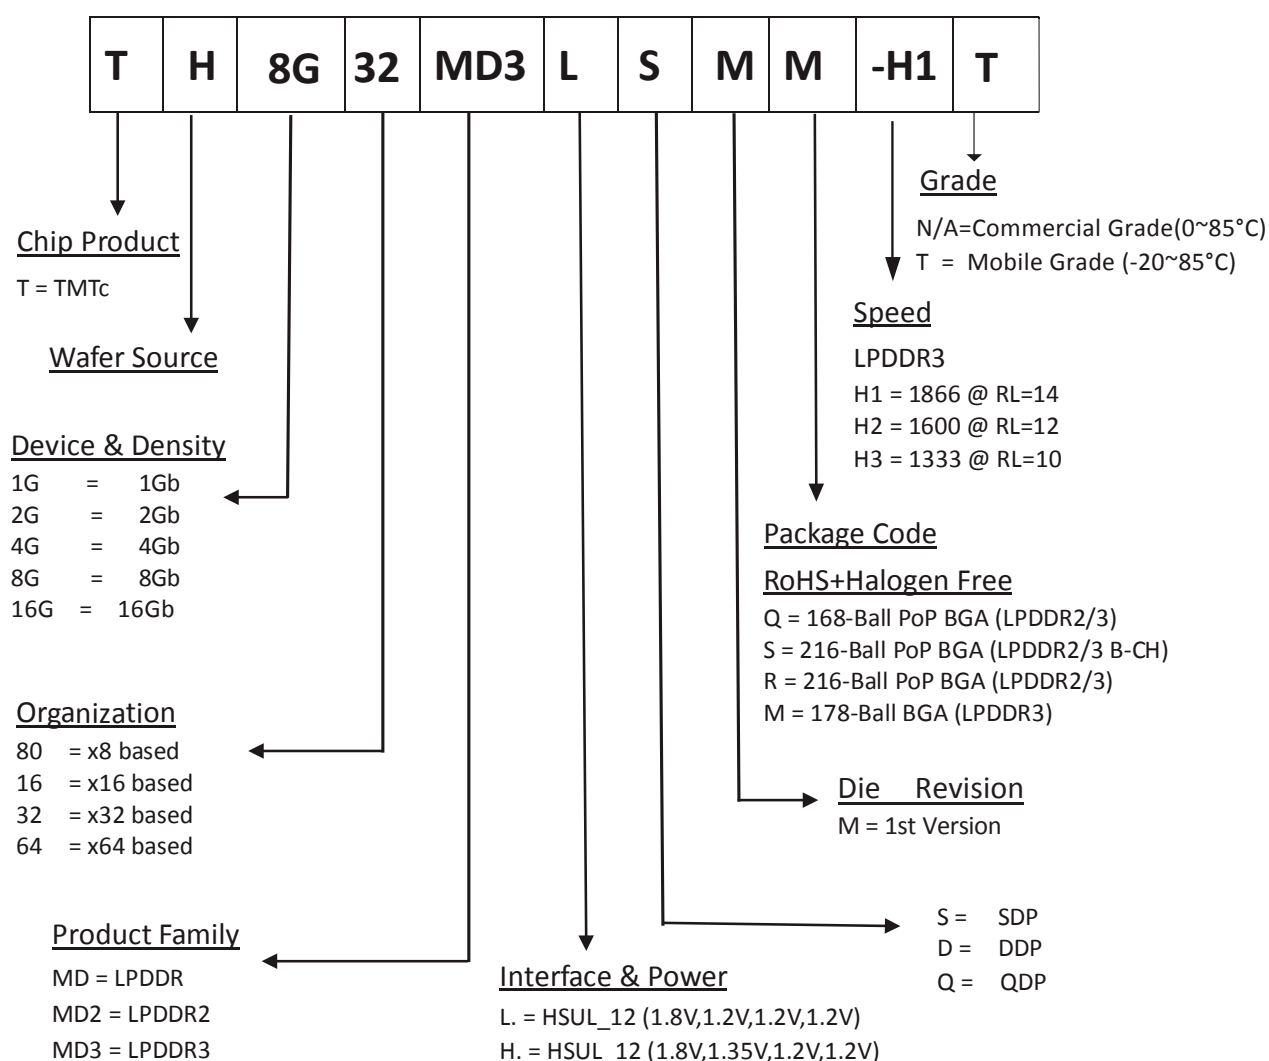 T H 8G 32 MD3 L S M M -H1 T
Grade
N/A=Commercial Grade(0~85°C)
T = Mobile Grade (-20~85°C)
Chip Product
T = TMTc
Speed
LPDDR3
H1 = 1866 @ RL=14
H2 = 1600 @ RL=12
H3 = 1333 @ RL=10
Wafer Source
Device & Density
1G = 1Gb
2G = 2Gb
4G = 4Gb
8G = 8Gb
16G = 16Gb
Package Code
RoHS+Halogen Free
Q = 168-Ball PoP BGA (LPDDR2/3)
S = 216-Ball PoP BGA (LPDDR2/3 B-CH)
R = 216-Ball PoP BGA (LPDDR2/3)
M = 178-Ball BGA (LPDDR3)
Organization
80 = x8 based
16 = x16 based
32 = x32 based
64 = x64 based
Die Revision
M = 1st Version
S = SDP
D = DDP
Q = QDP
Product Family
MD = LPDDR
MD2 = LPDDR2
MD3 = LPDDR3
Interface & Power
L. = HSUL_12 (1.8V,1.2V,1.2V,1.2V)
H. = HSUL_12 (1.8V,1.35V,1.2V,1.2V)